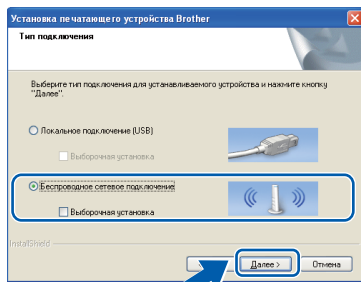 Установка печатающего устройства Brother
Тип подключения
Выберите тип подключения для устанавливаемого устройства и нажмите кнопку
"Далее".
Локальное подключение (USB)
Выборочная установка
Беспроводное сетевое подключение
Выборочная установка
InstallShield
Далее > Отмена